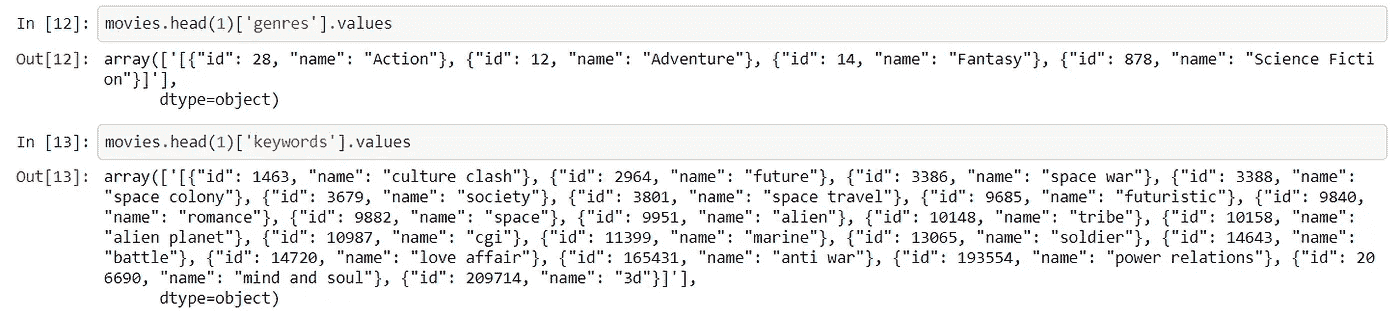 In [12]: movies.head(1)['genres'].values
Out[12]: array(['[{"id": 28, "name": "Action"}, {"id": 12, "name": "Adventure"}, {"id": 14, "name": "Fantasy"}, {"id": 878, "name": "Science Ficti
on"}]'],
dtype=object)
In [13]: movies.head(1)['keywords'].values
Out[13]: array(['[{"id": 1463, "name": "culture clash"}, {"id": 2964, "name": "future"}, {"id": 3386, "name": "space war"}, {"id": 3388, "name":
"space colony"}, {"id": 3679, "name": "society"}, {"id": 3801, "name": "space travel"}, {"id": 9685, "name": "futuristic"}, {"id": 9840,
"name": "romance"}, {"id": 9882, "name": "space"}, {"id": 9951, "name": "alien"}, {"id": 10148, "name": "tribe"}, {"id": 10158, "name":
"alien planet"}, {"id": 10987, "name": "cgi"}, {"id": 11399, "name": "marine"}, {"id": 13065, "name": "soldier"}, {"id": 14643, "name":
"battle"}, {"id": 14720, "name": "love affair"}, {"id": 165431, "name": "anti war"}, {"id": 193554, "name": "power relations"}, {"id": 20
6690, "name": "mind and soul"}, {"id": 209714, "name": "3d"}]'],
dtype=object)